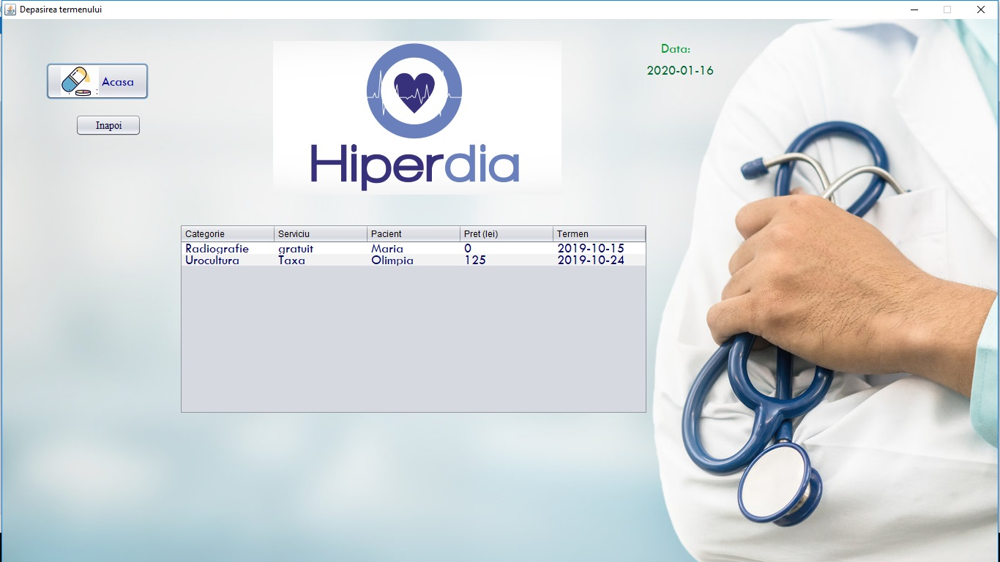 Depasirea termenului
Data:
2020-01-16
Acasa
Inapoi
Hiperdia
Categorie Serviciu Pacient Pret (lei) Termen
Radiografie gratuit Maria 0 2019-10-15
Urocultura Taxa Olimpia 125 2019-10-24